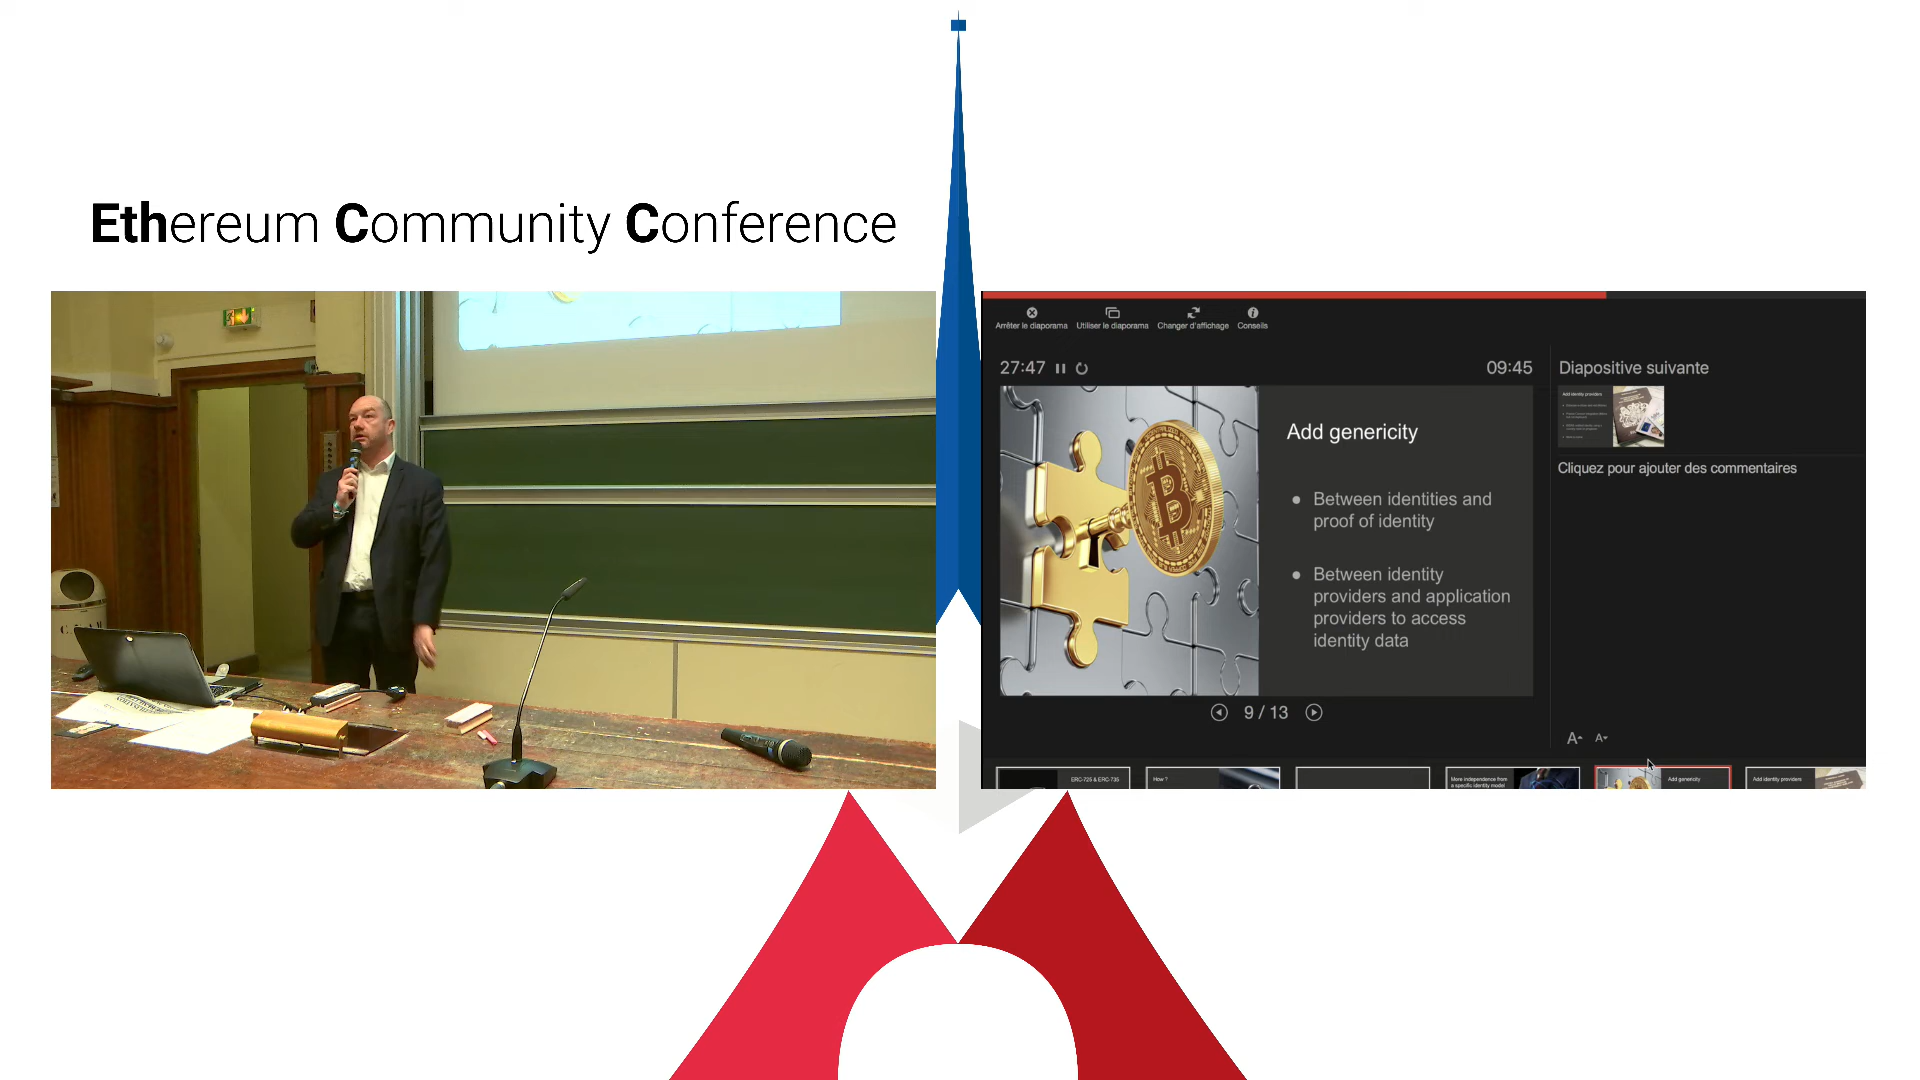 Ethereum Community Conference
Arrêter le diaporama
Utiliser le diaporama
Changer d'affichage
Conseils
27:47
09:45
Add genericity
Between identities and
proof of identity
Between identity
providers and application
providers to access
identity data
9 / 13
Diapositive suivante
Add identity providers
Cliquez pour ajouter des commentaires
A
A
ERC-725 & ERC-735
How ?
More independence from
a specific identity model
Add genericity
Add identity providers